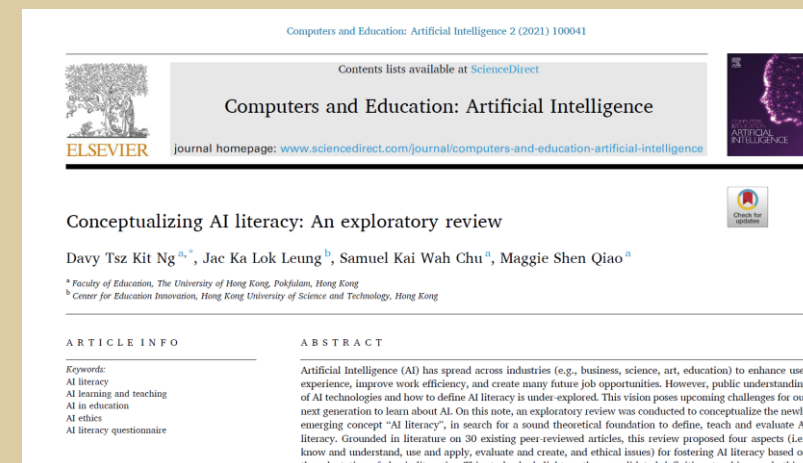 Computers and Education: Artificial Intelligence 2 (2021) 100041
Contents lists available at ScienceDirect
Computers and Education: Artificial Intelligence
ELSEVIER
journal homepage: www.sciencedirect.com/journal/computers-and-education-artificial-intelligence
ARTIFICIAL
INTELLIGENCE
Check for
updates
Conceptualizing AI literacy: An exploratory review
Davy Tsz Kit Ng a,*, Jac Ka Lok Leung b, Samuel Kai Wah Chu a, Maggie Shen Qiao a
a Faculty of Education, The University of Hong Kong, Pokfulam, Hong Kong
b Center for Education Innovation, Hong Kong University of Science and Technology, Hong Kong
ARTICLE INFO
Keywords:
AI literacy
AI learning and teaching
AI in education
AI ethics
AI literacy questionnaire
ABSTRACT
Artificial Intelligence (AI) has spread across industries (e.g., business, science, art, education) to enhance use
experience, improve work efficiency, and create many future job opportunities. However, public understandin
of AI technologies and how to define AI literacy is under-explored. This vision poses upcoming challenges for ou
next generation to learn about AI. On this note, an exploratory review was conducted to conceptualize the newl
emerging concept "AI literacy", in search for a sound theoretical foundation to define, teach and evaluate A
literacy. Grounded in literature on 30 existing peer-reviewed articles, this review proposed four aspects (i.e
know and understand, use and apply, evaluate and create, and ethical issues) for fostering AI literacy based o